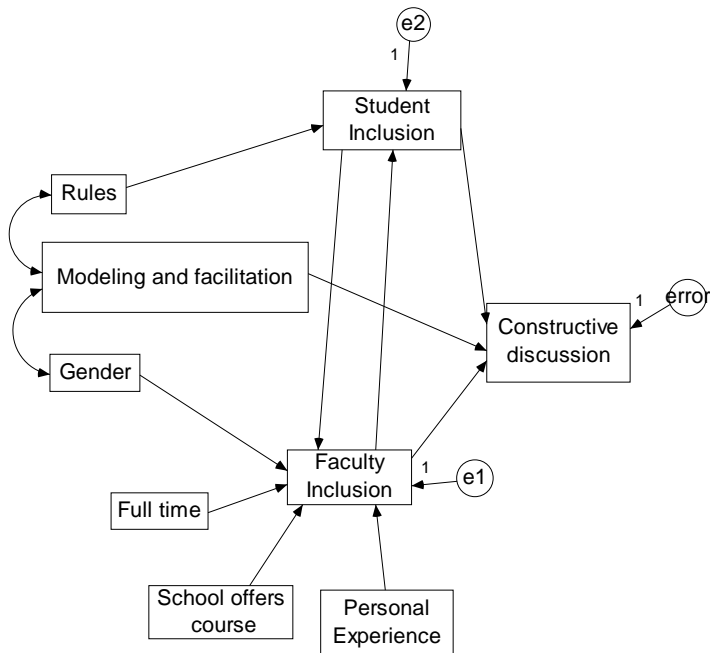 e2
1
Student
Inclusion
Rules
Modeling and facilitation
1
error
Constructive
discussion
Gender
Faculty
Inclusion
1
e1
Full time
School offers
course
Personal
Experience